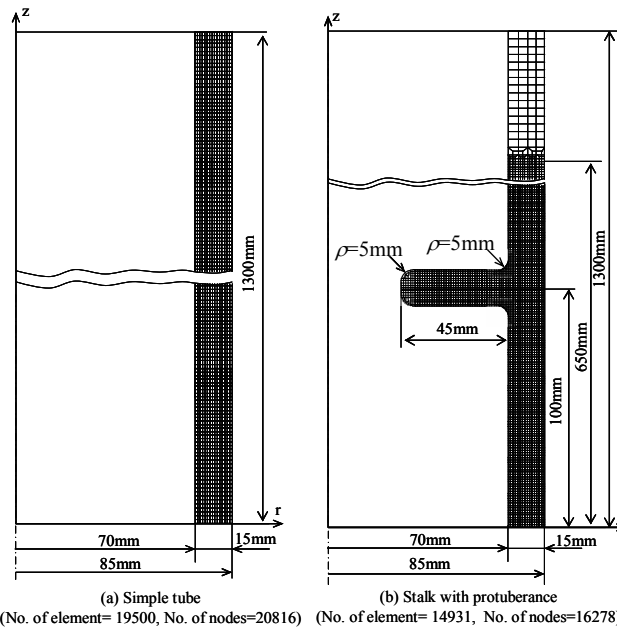 z
1300mm
r
70mm
15mm
85mm
(a) Simple tube
(No. of element= 19500, No. of nodes=20816)
z
ρ=5mm
ρ=5mm
45mm
100mm
650mm
1300mm
70mm
15mm
85mm
(b) Stalk with protuberance
(No. of element= 14931, No. of nodes=16278)